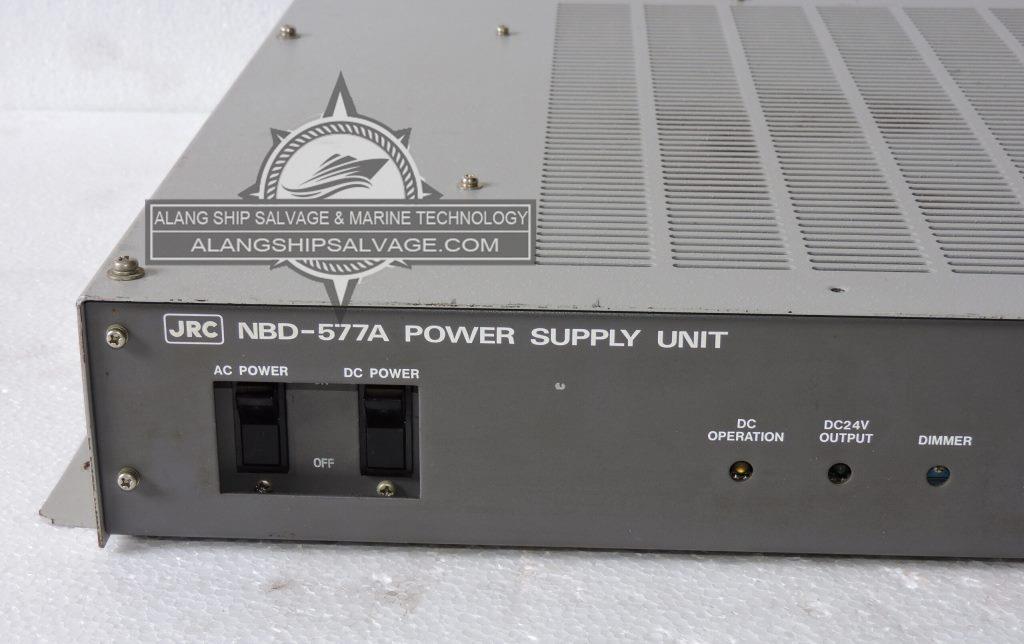 ALANG SHIP SALVAGE & MARINE TECHNOLOGY
ALANGSHIPSALVAGE.COM
JRC NBD-577A POWER SUPPLY UNIT
AC POWER DC POWER
ON
OFF
DC OPERATION
DC24V OUTPUT
DIMMER